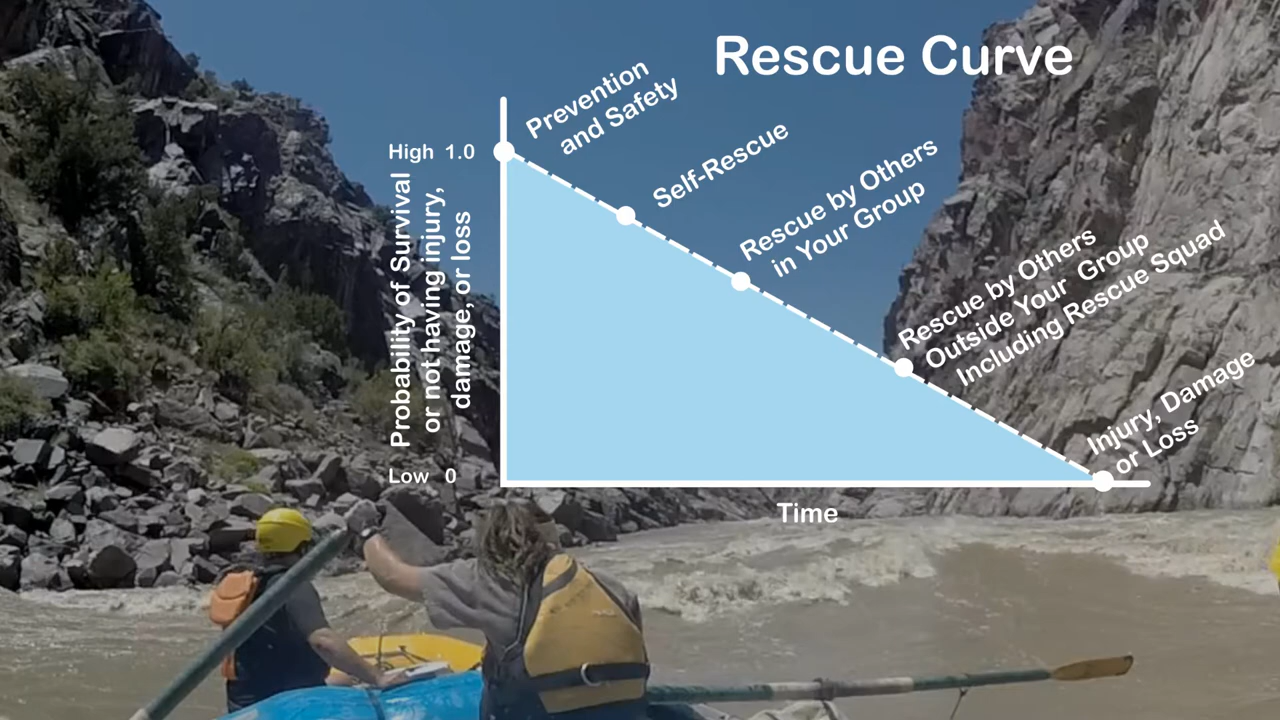 Rescue Curve
Prevention
and Safety
Self-Rescue
Rescue by Others
in Your Group
Rescue by Others
Outside Your Group
Including Rescue Squad
Injury, Damage
or Loss
High 1.0
Probability of Survival
or not having injury,
damage, or loss
Low 0
Time